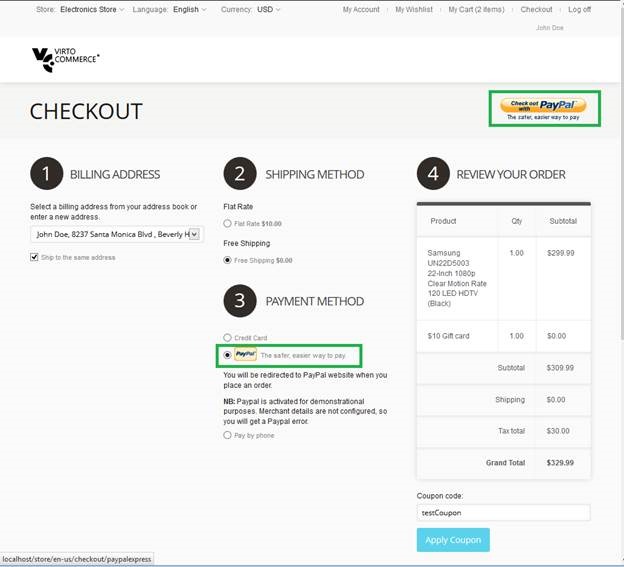 Store: Electronics Store Language: English Currency: USD My Account My Wishlist My Cart (2 items) Checkout Log off
John Doe
VIRTO
COMMERCE
CHECKOUT
Check out with PayPal
The safer, easier way to pay
1 BILLING ADDRESS
Select a billing address from your address book or
enter a new address.
John Doe, 8237 Santa Monica Blvd , Beverly H
Ship to the same address
2 SHIPPING METHOD
Flat Rate
Flat Rate $10.00
Free Shipping
Free Shipping $0.00
3 PAYMENT METHOD
Credit Card
PayPal The safer, easier way to pay.
You will be redirected to PayPal website when you
place an order.
NB: Paypal is activated for demonstrational
purposes. Merchant details are not configured, so
you will get a Paypal error.
Pay by phone
4 REVIEW YOUR ORDER
Product Qty Subtotal
Samsung 1.00 $299.99
UN22D5003
22-Inch 1080p
Clear Motion Rate
120 LED HDTV
(Black)
$10 Gift card 1.00 $0.00
Subtotal $309.99
Shipping $0.00
Tax total $30.00
Grand Total $329.99
Coupon code:
testCoupon
Apply Coupon
localhost/store/en-us/checkout/paypalexpress